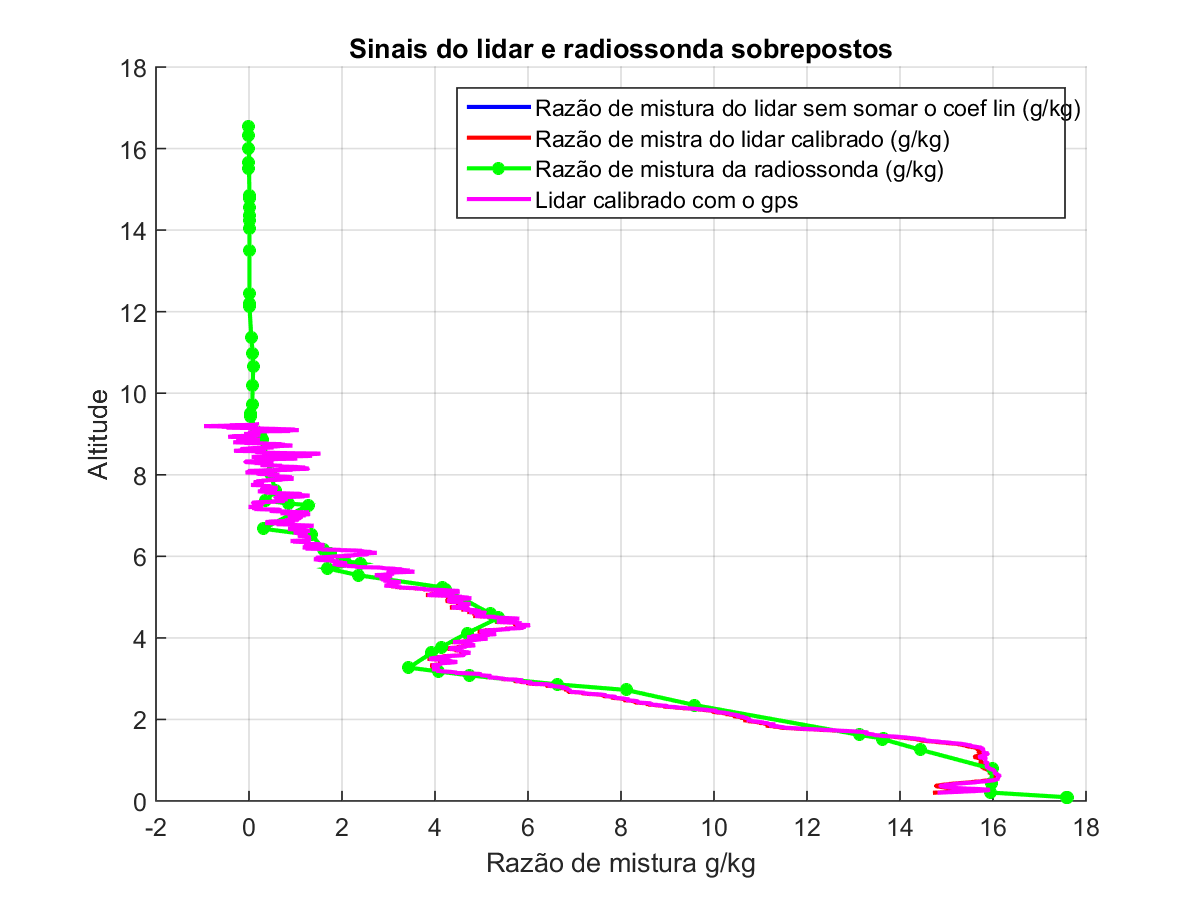 Sinais do lidar e radiossonda sobrepostos
18
16
14
12
10
8
6
4
2
0
Altitude
Razão de mistura do lidar sem somar o coef lin (g/kg)
Razão de mistra do lidar calibrado (g/kg)
Razão de mistura da radiossonda (g/kg)
Lidar calibrado com o gps
-2 0 2 4 6 8 10 12 14 16 18
Razão de mistura g/kg